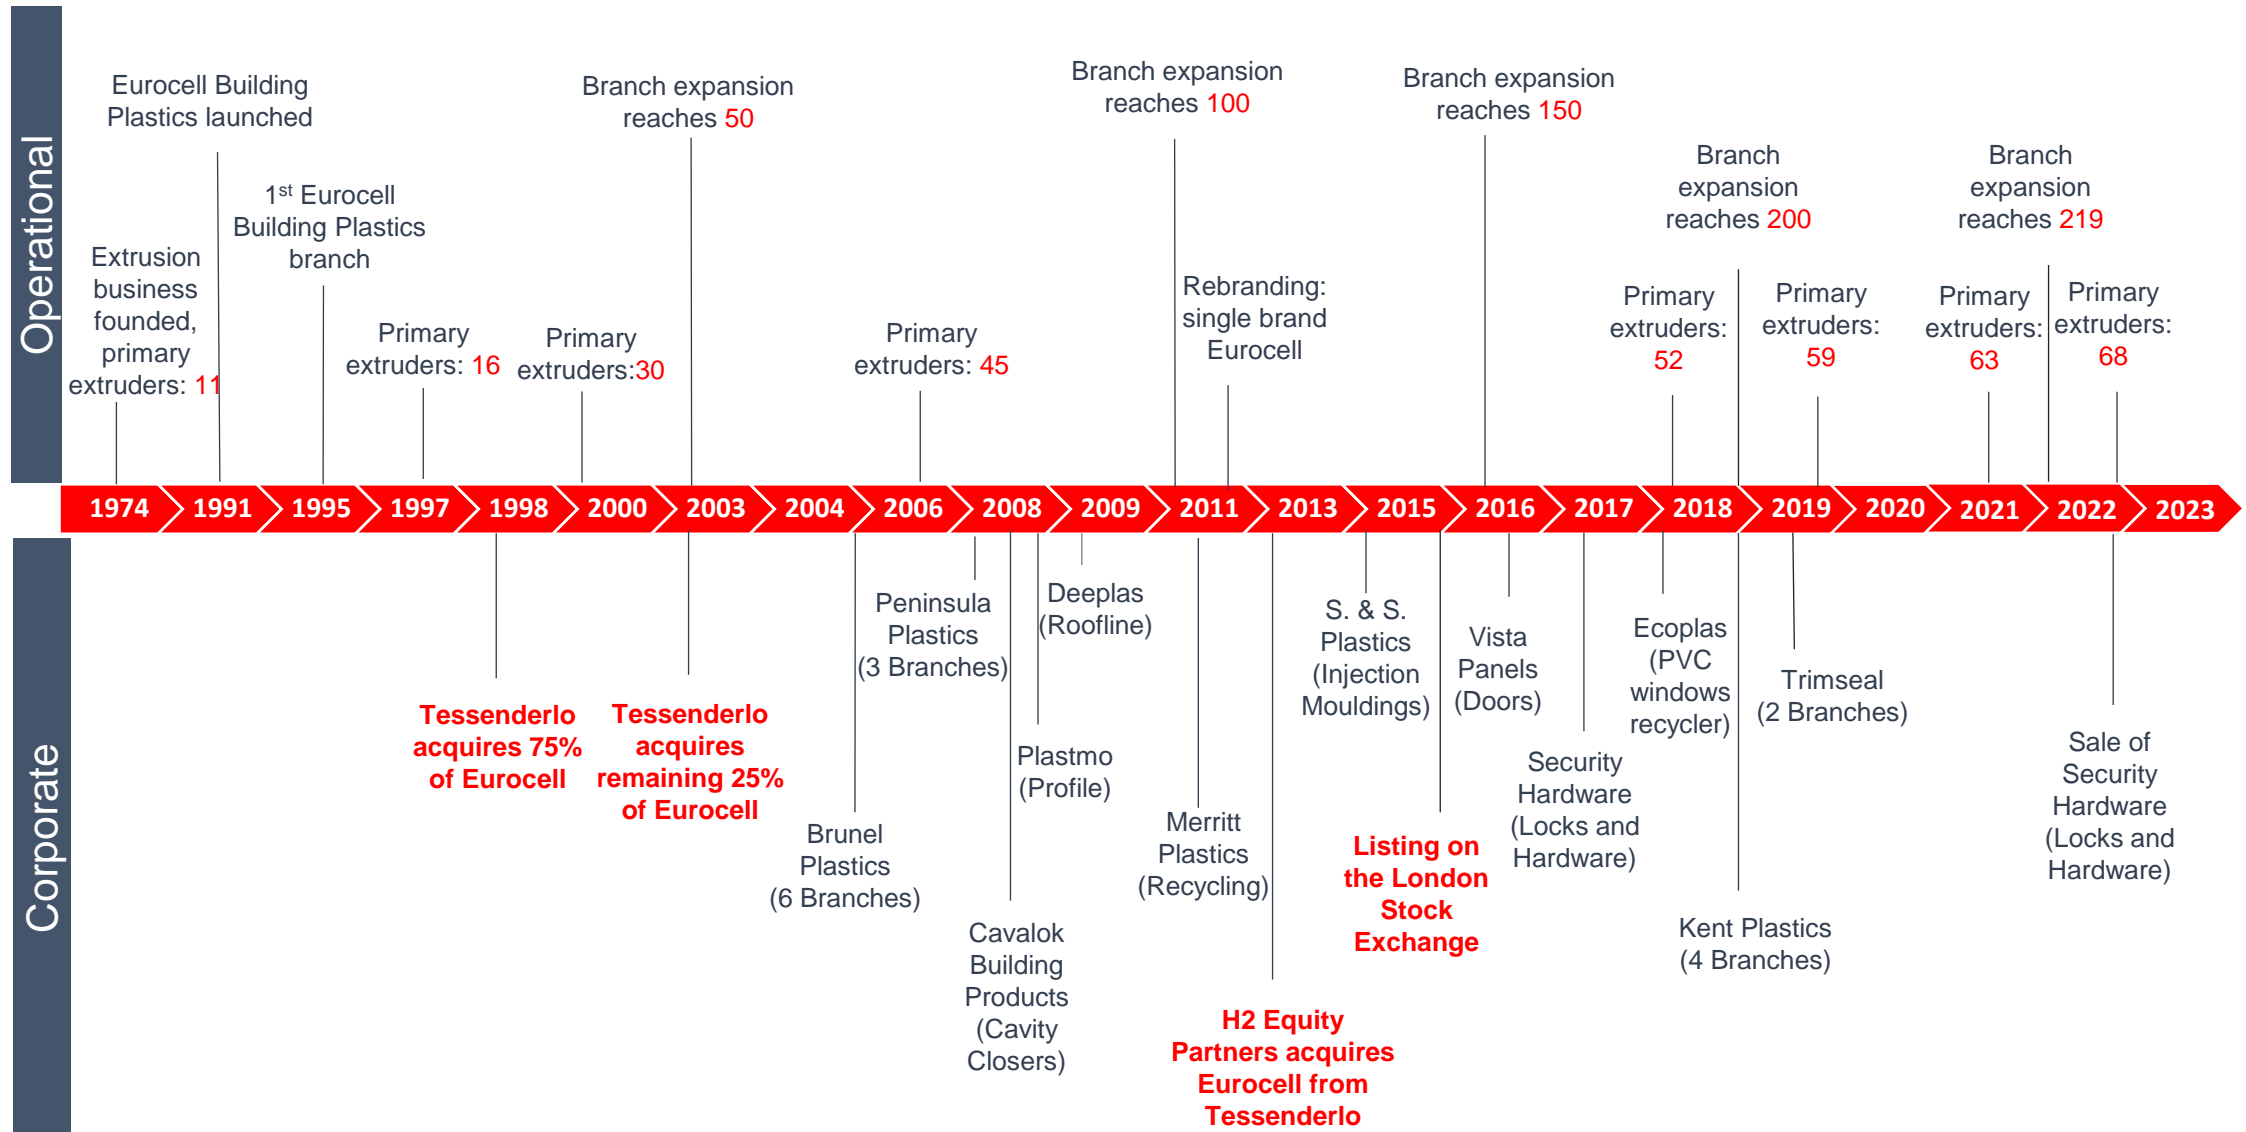 Operational
Eurocell Building
Plastics launched
Branch expansion
reaches 50
Branch expansion
reaches 100
Branch expansion
reaches 150
1st Eurocell
Building Plastics
branch
Branch
expansion
reaches 200
Branch
expansion
reaches 219
Extrusion
business
founded,
primary
extruders: 11
Primary
extruders: 16
Primary
extruders:30
Primary
extruders: 45
Rebranding:
single brand
Eurocell
Primary
extruders:
52
Primary
extruders:
59
Primary
extruders:
63
Primary
extruders:
68
1974 1991 1995 1997 1998 2000 2003 2004 2006 2008 2009 2011 2013 2015 2016 2017 2018 2019 2020 2021 2022 2023
Corporate
Tessenderlo
acquires 75%
of Eurocell
Tessenderlo
acquires
remaining 25%
of Eurocell
Brunel
Plastics
(6 Branches)
Peninsula
Plastics
(3 Branches)
Cavalok
Building
Products
(Cavity
Closers)
Plastmo
(Profile)
Deeplas
(Roofline)
Merritt
Plastics
(Recycling)
H2 Equity
Partners acquires
Eurocell from
Tessenderlo
S. & S.
Plastics
(Injection
Mouldings)
Listing on
the London
Stock
Exchange
Vista
Panels
(Doors)
Security
Hardware
(Locks and
Hardware)
Ecoplas
(PVC
windows
recycler)
Kent Plastics
(4 Branches)
Trimseal
(2 Branches)
Sale of
Security
Hardware
(Locks and
Hardware)